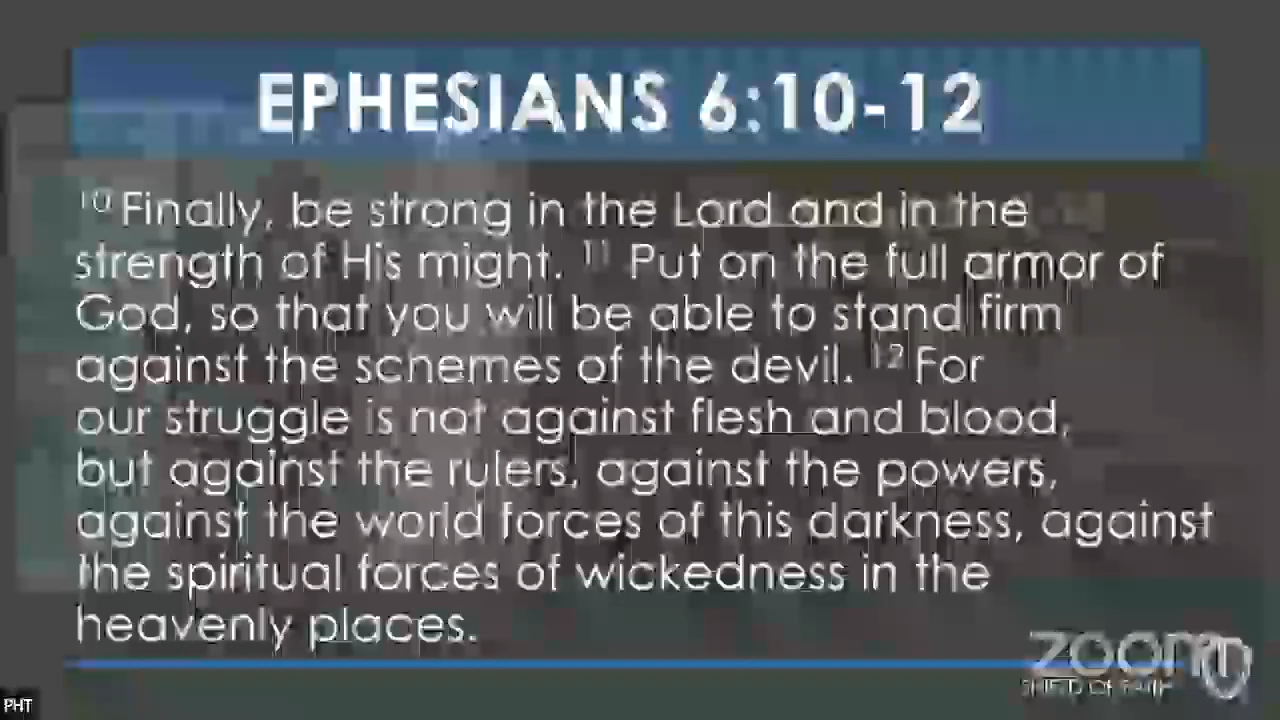 EPHESIANS 6:10-12
10 Finally, be strong in the Lord and in the
strength of His might. 11 Put on the full armor of
God, so that you will be able to stand firm
against the schemes of the devil. 12 For
our struggle is not against flesh and blood,
but against the rulers, against the powers,
against the world forces of this darkness, against
the spiritual forces of wickedness in the
heavenly places.
zoom
SHIELD OF FAITH
PHT